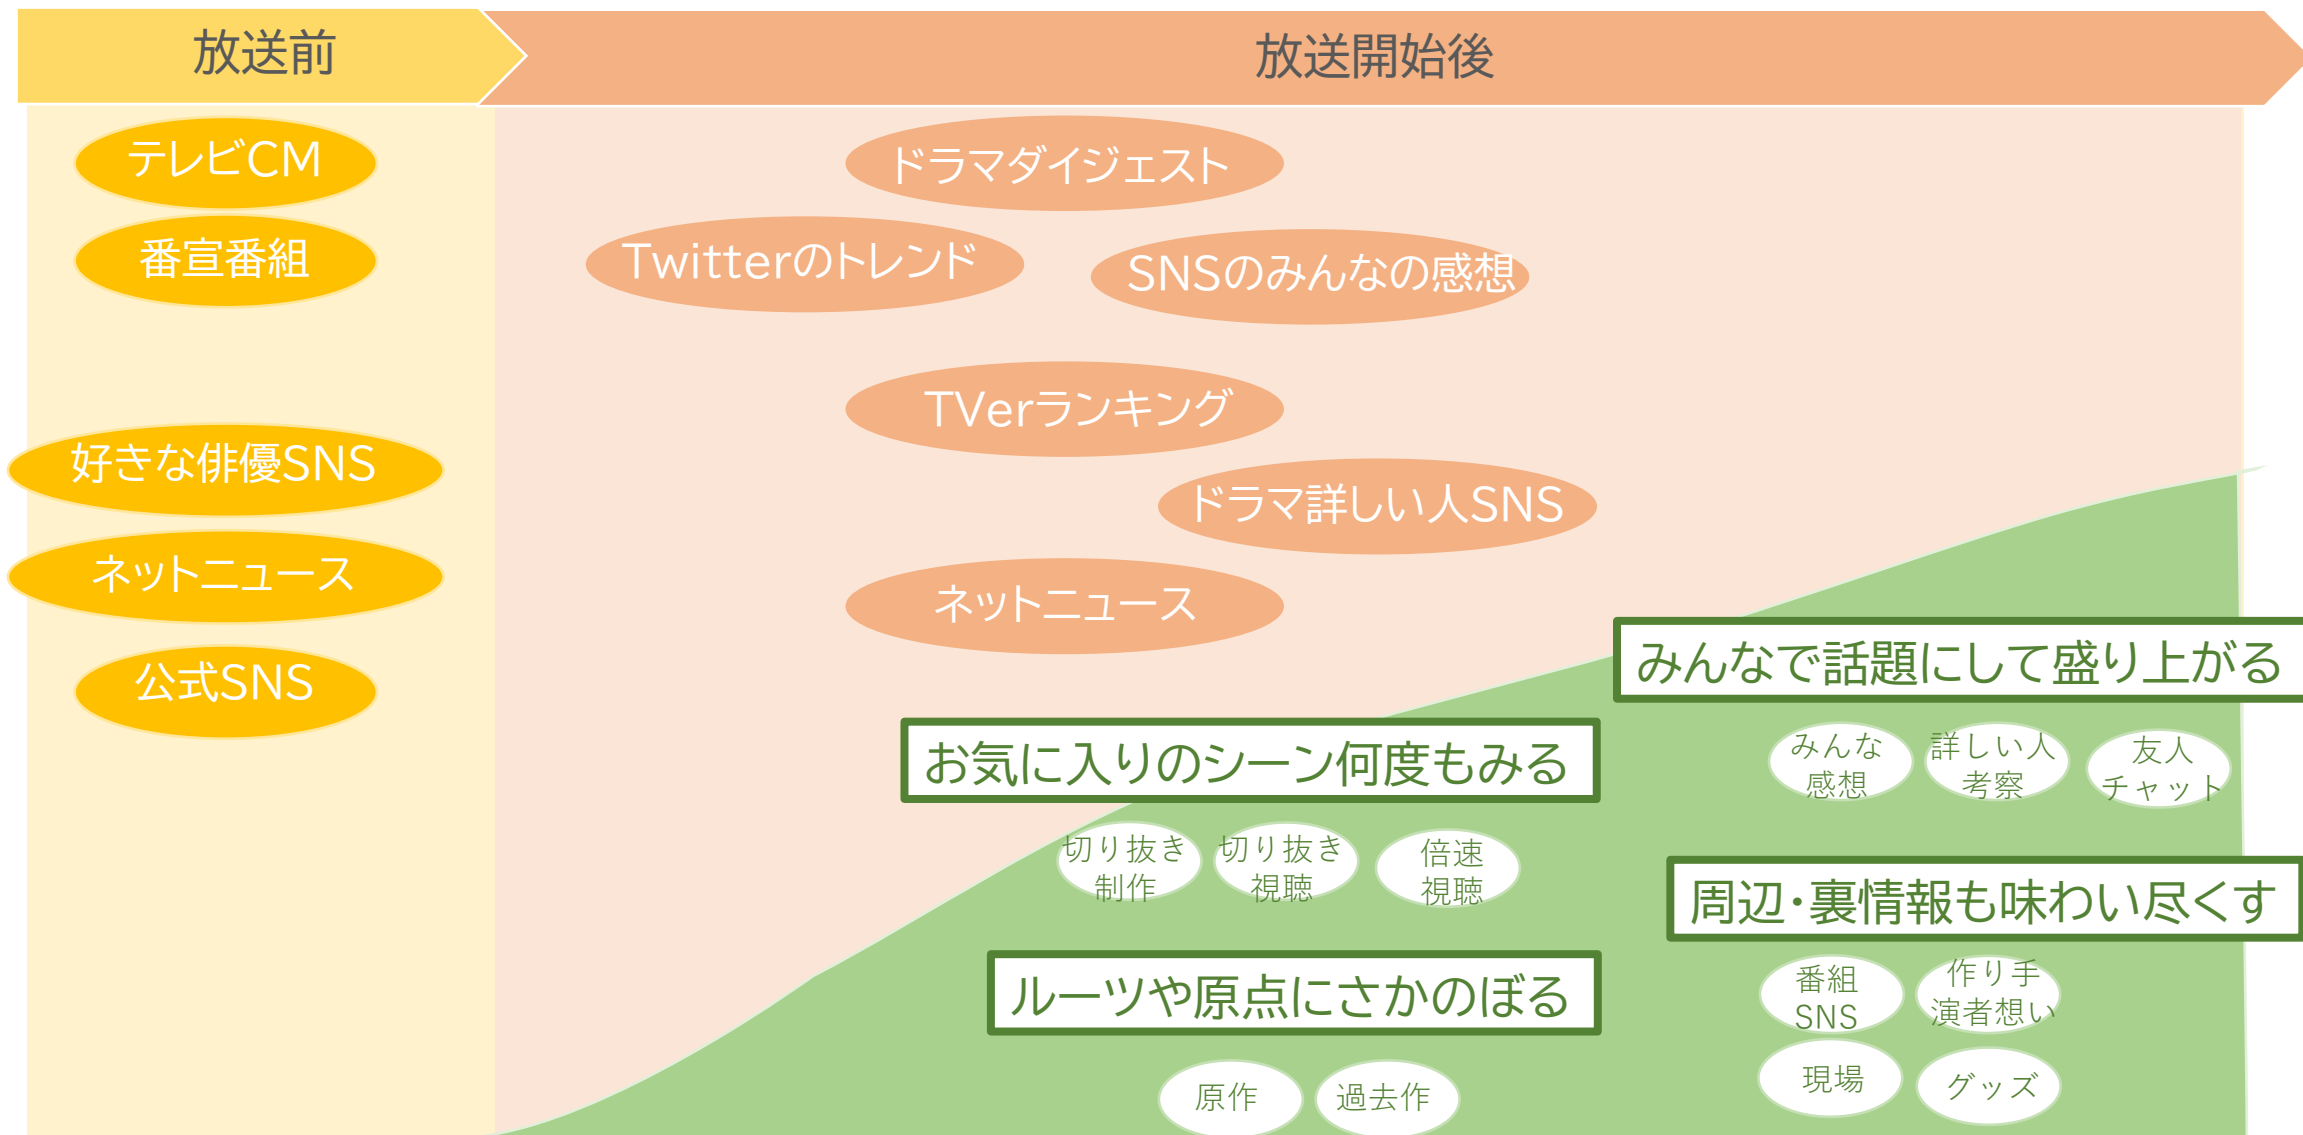 放送前
放送開始後
テレビCM
番宣番組
好きな俳優SNS
ネットニュース
公式SNS
ドラマダイジェスト
Twitterのトレンド
SNSのみんなの感想
TVerランキング
ドラマ詳しい人SNS
ネットニュース
みんなで話題にして盛り上がる
みんな
感想
詳しい人
考察
友人
チャット
お気に入りのシーン何度もみる
切り抜き
制作
切り抜き
視聴
倍速
視聴
周辺・裏情報も味わい尽くす
番組
SNS
作り手
演者想い
現場
グッズ
ルーツや原点にさかのぼる
原作
過去作